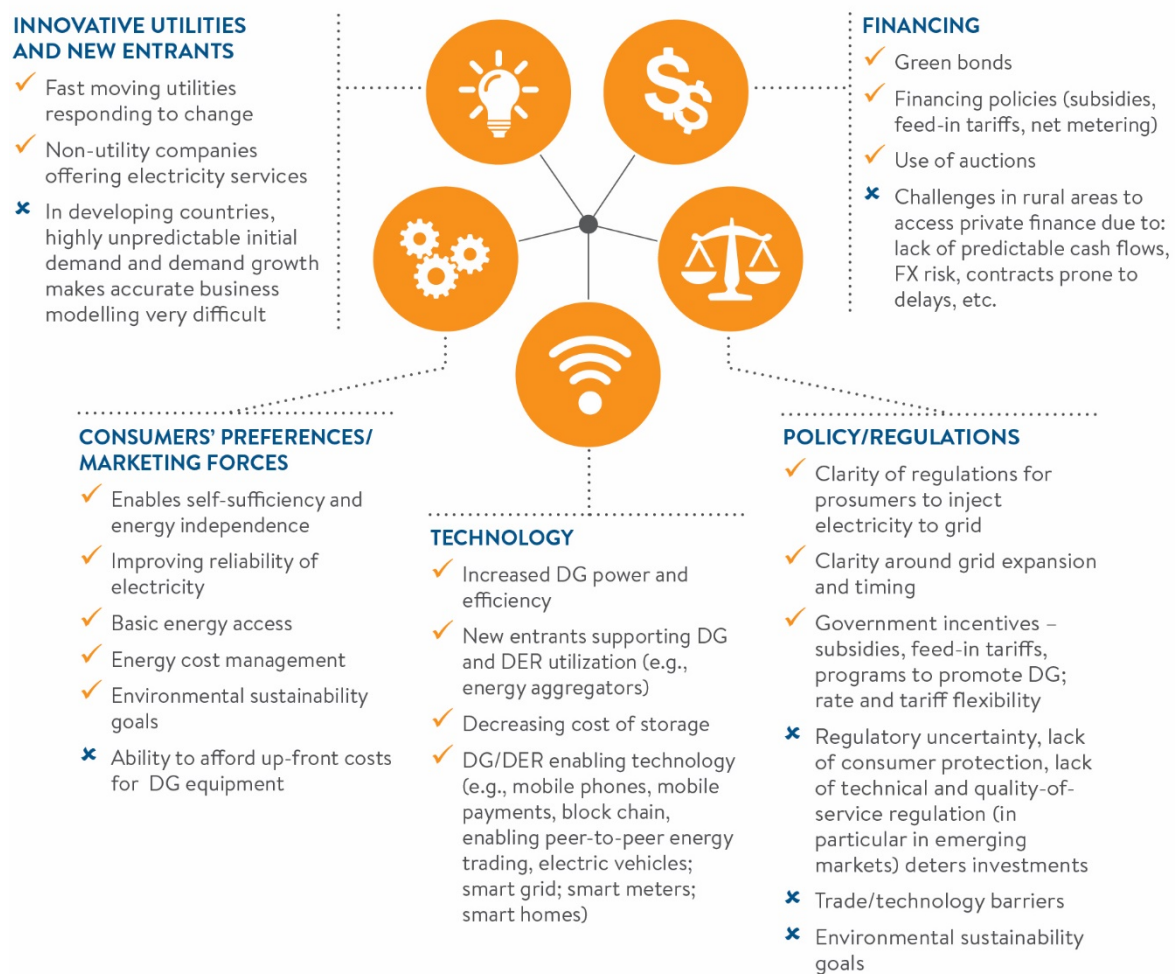 INNOVATIVE UTILITIES
AND NEW ENTRANTS
✓ Fast moving utilities
responding to change
✓ Non-utility companies
offering electricity services
✗ In developing countries,
highly unpredictable initial
demand and demand growth
makes accurate business
modelling very difficult
$
$
FINANCING
✓ Green bonds
✓ Financing policies (subsidies,
feed-in tariffs, net metering)
✓ Use of auctions
✗ Challenges in rural areas to
access private finance due to:
lack of predictable cash flows,
FX risk, contracts prone to
delays, etc.
CONSUMERS’ PREFERENCES/
MARKETING FORCES
✓ Enables self-sufficiency and
energy independence
✓ Improving reliability of
electricity
✓ Basic energy access
✓ Energy cost management
✓ Environmental sustainability
goals
✗ Ability to afford up-front costs
for DG equipment
TECHNOLOGY
✓ Increased DG power and
efficiency
✓ New entrants supporting DG
and DER utilization (e.g.,
energy aggregators)
✓ Decreasing cost of storage
✓ DG/DER enabling technology
(e.g., mobile phones, mobile
payments, block chain,
enabling peer-to-peer energy
trading, electric vehicles;
smart grid; smart meters;
smart homes)
POLICY/REGULATIONS
✓ Clarity of regulations for
prosumers to inject
electricity to grid
✓ Clarity around grid expansion
and timing
✓ Government incentives –
subsidies, feed-in tariffs,
programs to promote DG;
rate and tariff flexibility
✗ Regulatory uncertainty, lack
of consumer protection, lack
of technical and quality-of-
service regulation (in
particular in emerging
markets) deters investments
✗ Trade/technology barriers
✗ Environmental sustainability
goals